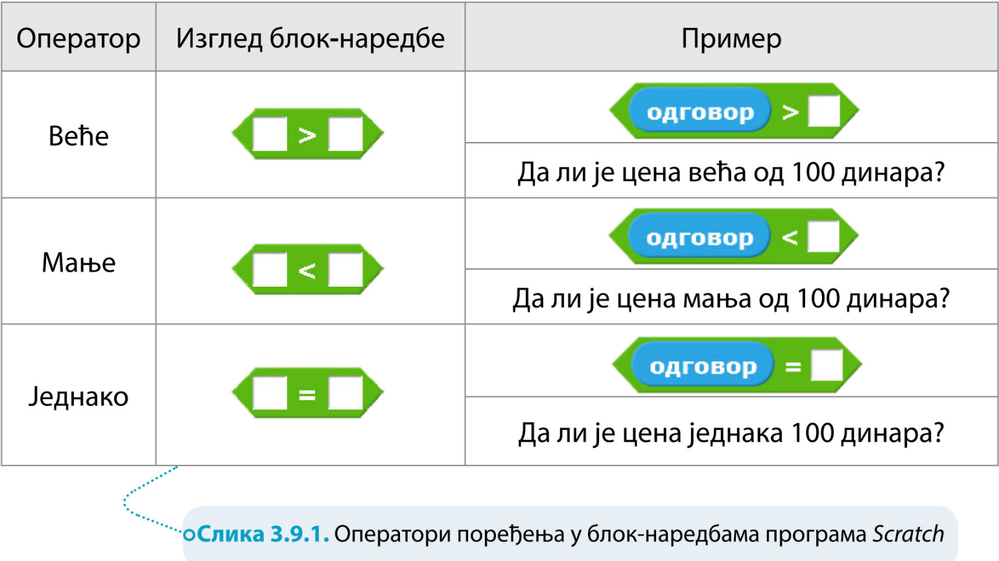 Оператор Изглед блок-наредбе Пример
Веће
>
одговор >
Да ли је цена већа од 100 динара?
Мање
<
одговор <
Да ли је цена мања од 100 динара?
Једнако
=
одговор =
Да ли је цена једнака 100 динара?
Слика 3.9.1. Оператори поређења у блок-наредбама програма Scratch